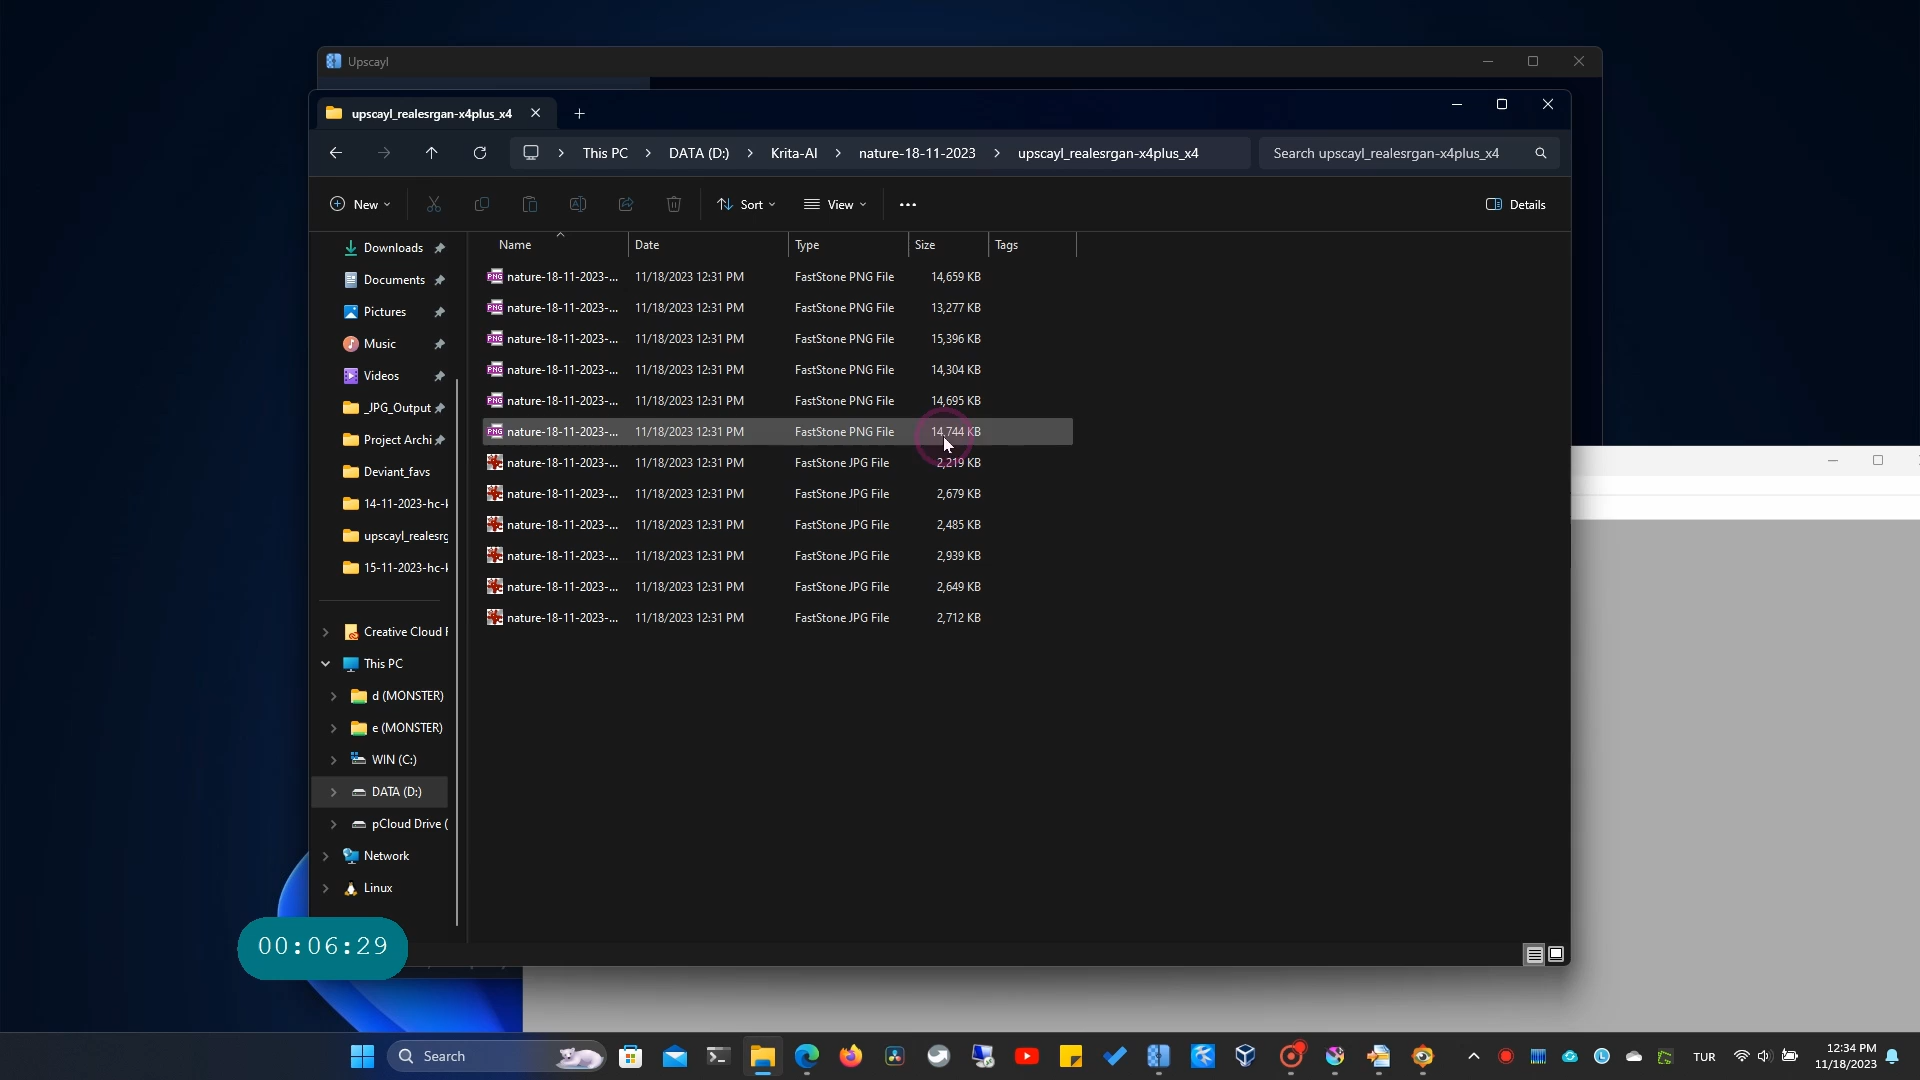 Upscayl
upscayl_realesrgan-x4plus_x4
This PC > DATA (D:) > Krita-AI > nature-18-11-2023 > upscayl_realesrgan-x4plus_x4
Search upscayl_realesrgan-x4plus_x4
New
Sort
View
Details
Name Date Type Size Tags
nature-18-11-2023-... 11/18/2023 12:31 PM FastStone PNG File 14,659 KB
nature-18-11-2023-... 11/18/2023 12:31 PM FastStone PNG File 13,277 KB
nature-18-11-2023-... 11/18/2023 12:31 PM FastStone PNG File 15,396 KB
nature-18-11-2023-... 11/18/2023 12:31 PM FastStone PNG File 14,304 KB
nature-18-11-2023-... 11/18/2023 12:31 PM FastStone PNG File 14,695 KB
nature-18-11-2023-... 11/18/2023 12:31 PM FastStone PNG File 14,744 KB
nature-18-11-2023-... 11/18/2023 12:31 PM FastStone JPG File 2,219 KB
nature-18-11-2023-... 11/18/2023 12:31 PM FastStone JPG File 2,679 KB
nature-18-11-2023-... 11/18/2023 12:31 PM FastStone JPG File 2,485 KB
nature-18-11-2023-... 11/18/2023 12:31 PM FastStone JPG File 2,939 KB
nature-18-11-2023-... 11/18/2023 12:31 PM FastStone JPG File 2,649 KB
nature-18-11-2023-... 11/18/2023 12:31 PM FastStone JPG File 2,712 KB
Downloads
Documents
Pictures
Music
Videos
_JPG_Output
Project Archi
Deviant_favs
14-11-2023-hc-
upscayl_realesrg
15-11-2023-hc-
Creative Cloud
This PC
d (MONSTER)
e (MONSTER)
WIN (C:)
DATA (D:)
pCloud Drive (
Network
Linux
00:06:29
Search
TUR
12:34 PM
11/18/2023